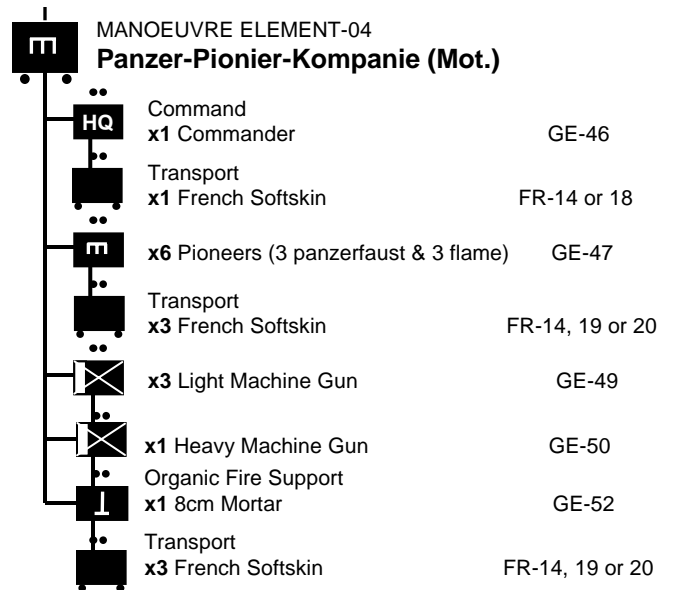 MANOEUVRE ELEMENT-04
Panzer-Pionier-Kompanie (Mot.)
HQ
Command
x1 Commander GE-46
Transport
x1 French Softskin FR-14 or 18
x6 Pioneers (3 panzerfaust & 3 flame) GE-47
Transport
x3 French Softskin FR-14, 19 or 20
x3 Light Machine Gun GE-49
x1 Heavy Machine Gun GE-50
Organic Fire Support
x1 8cm Mortar GE-52
Transport
x3 French Softskin FR-14, 19 or 20